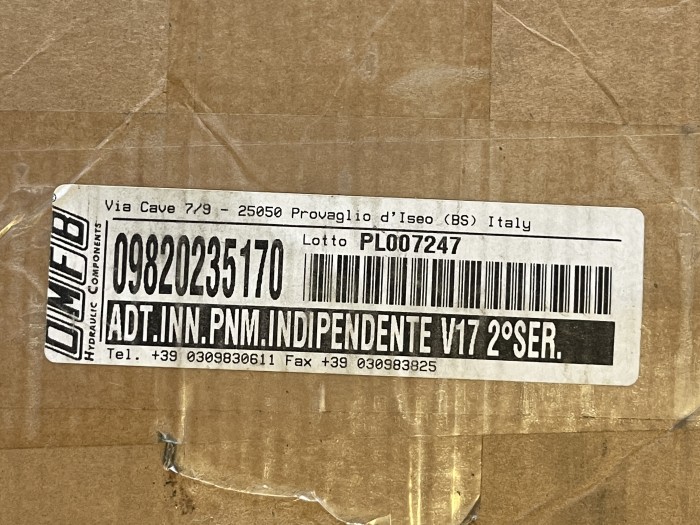 Via Cave 7/9 - 25050 Provaglio d'Iseo (BS) Italy
OMFB
HYDRAULIC COMPONENTS
09820235170
Lotto PL007247
ADT.INN.PNM.INDIPENDENTE V17 2°SER.
Tel. +39 0309830611 Fax +39 030983825